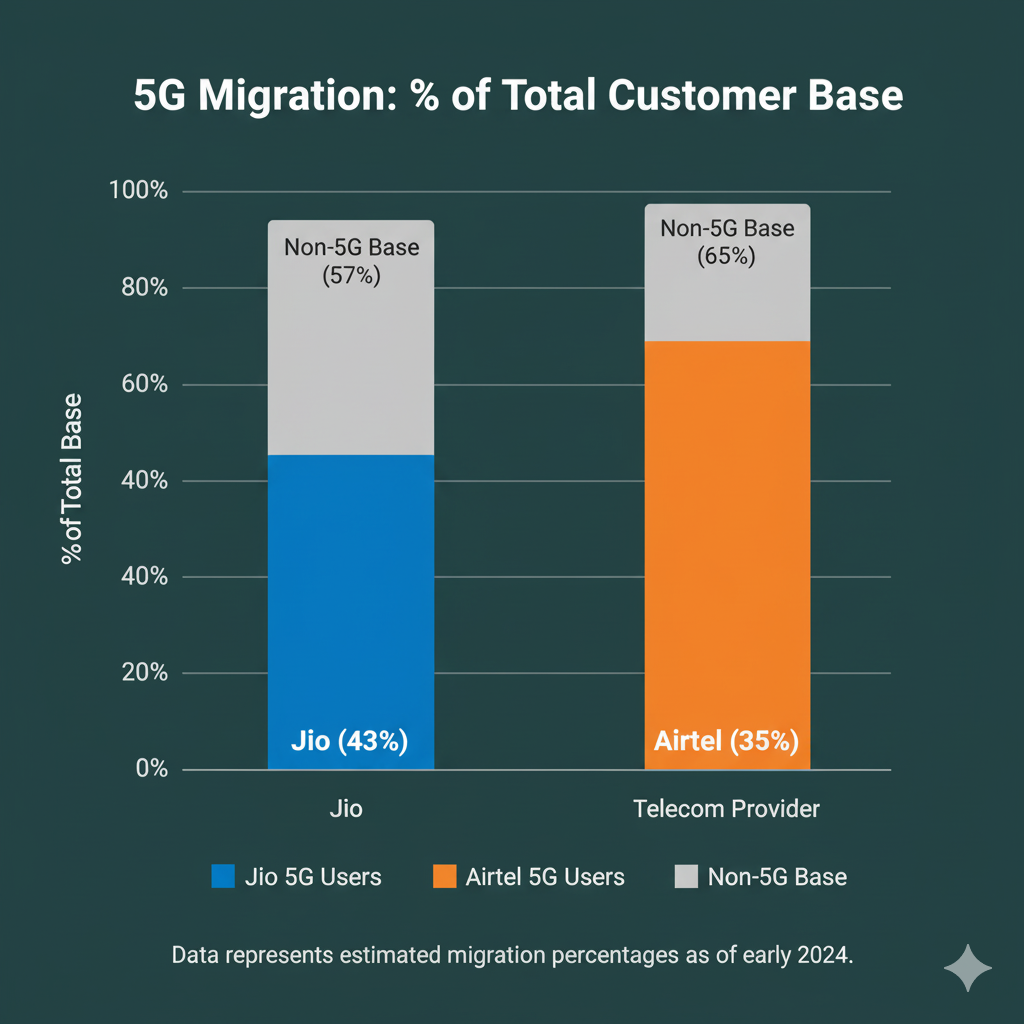 5G Migration: % of Total Customer Base
100%
80%
60%
40%
40%
20%
0%
% of Total Base
Non-5G Base
(57%)
Jio (43%)
Non-5G Base
(65%)
Airtel (35%)
Jio
Telecom Provider
Jio 5G Users
Airtel 5G Users
Non-5G Base
Data represents estimated migration percentages as of early 2024.